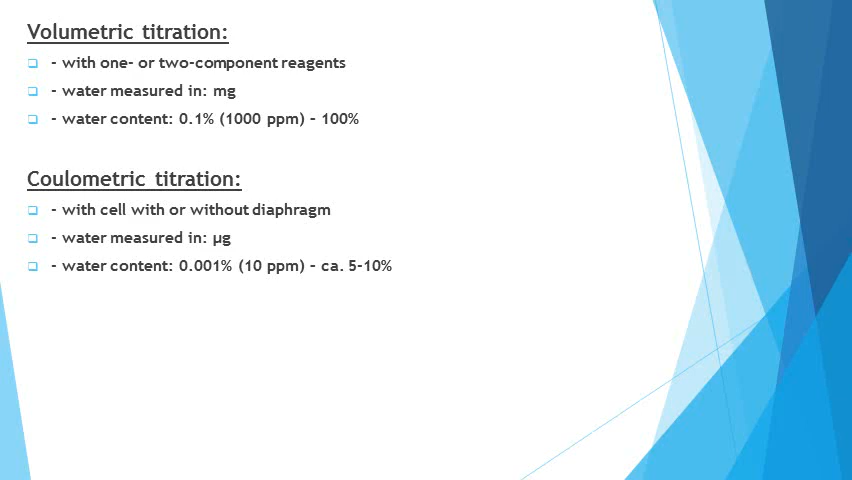 Volumetric titration:
❑ - with one- or two-component reagents
❑ - water measured in: mg
❑ - water content: 0.1% (1000 ppm) – 100%
Coulometric titration:
❑ - with cell with or without diaphragm
❑ - water measured in: µg
❑ - water content: 0.001% (10 ppm) – ca. 5-10%